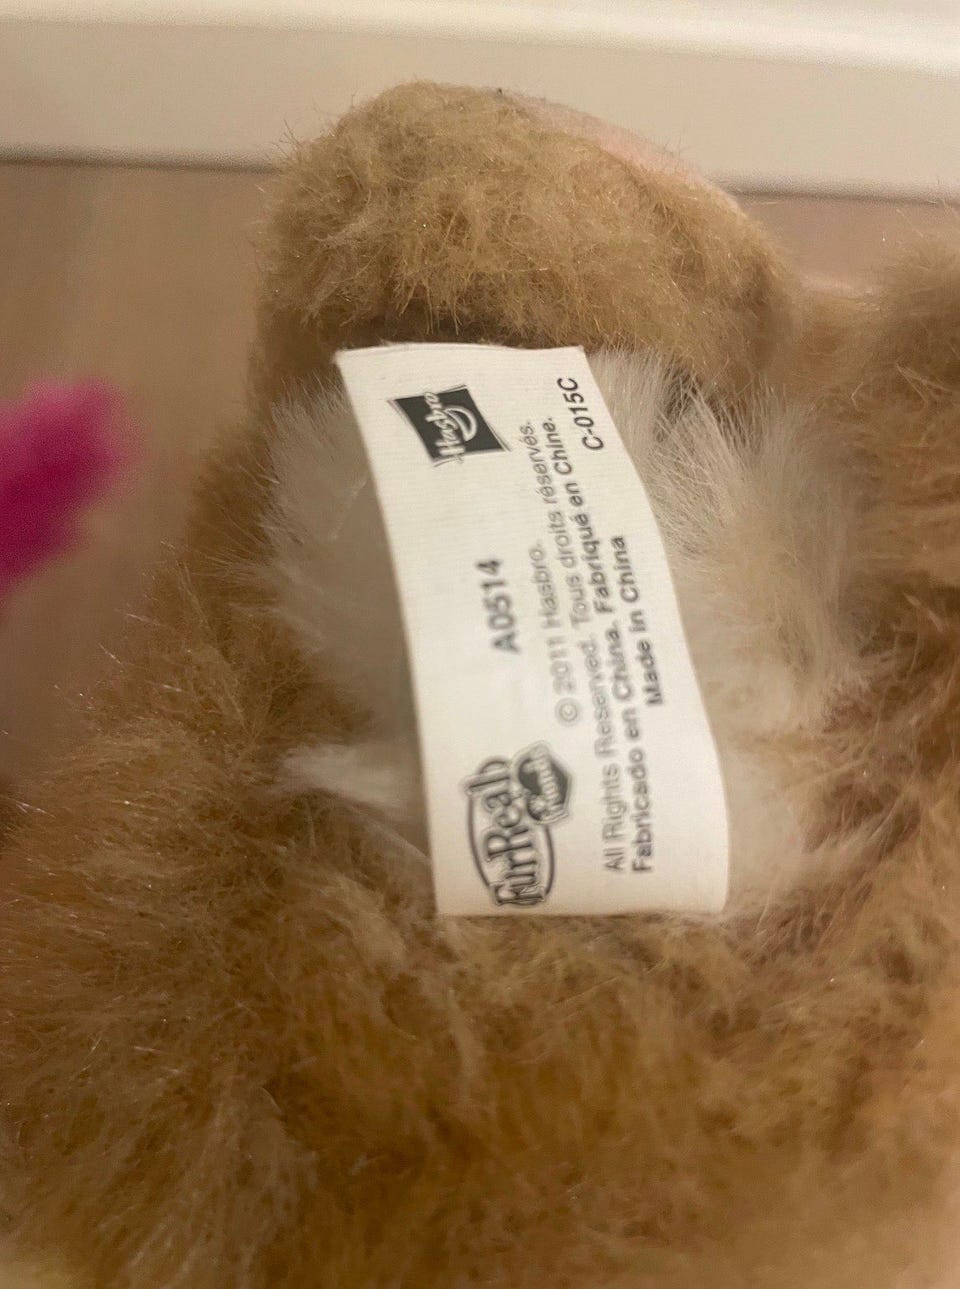 Hasbro
FurReal
friends
A0514
© 2011 Hasbro.
All Rights Reserved. Tous droits réservés.
Fabricado en China. Fabriqué en Chine.
Made in China
C-015C